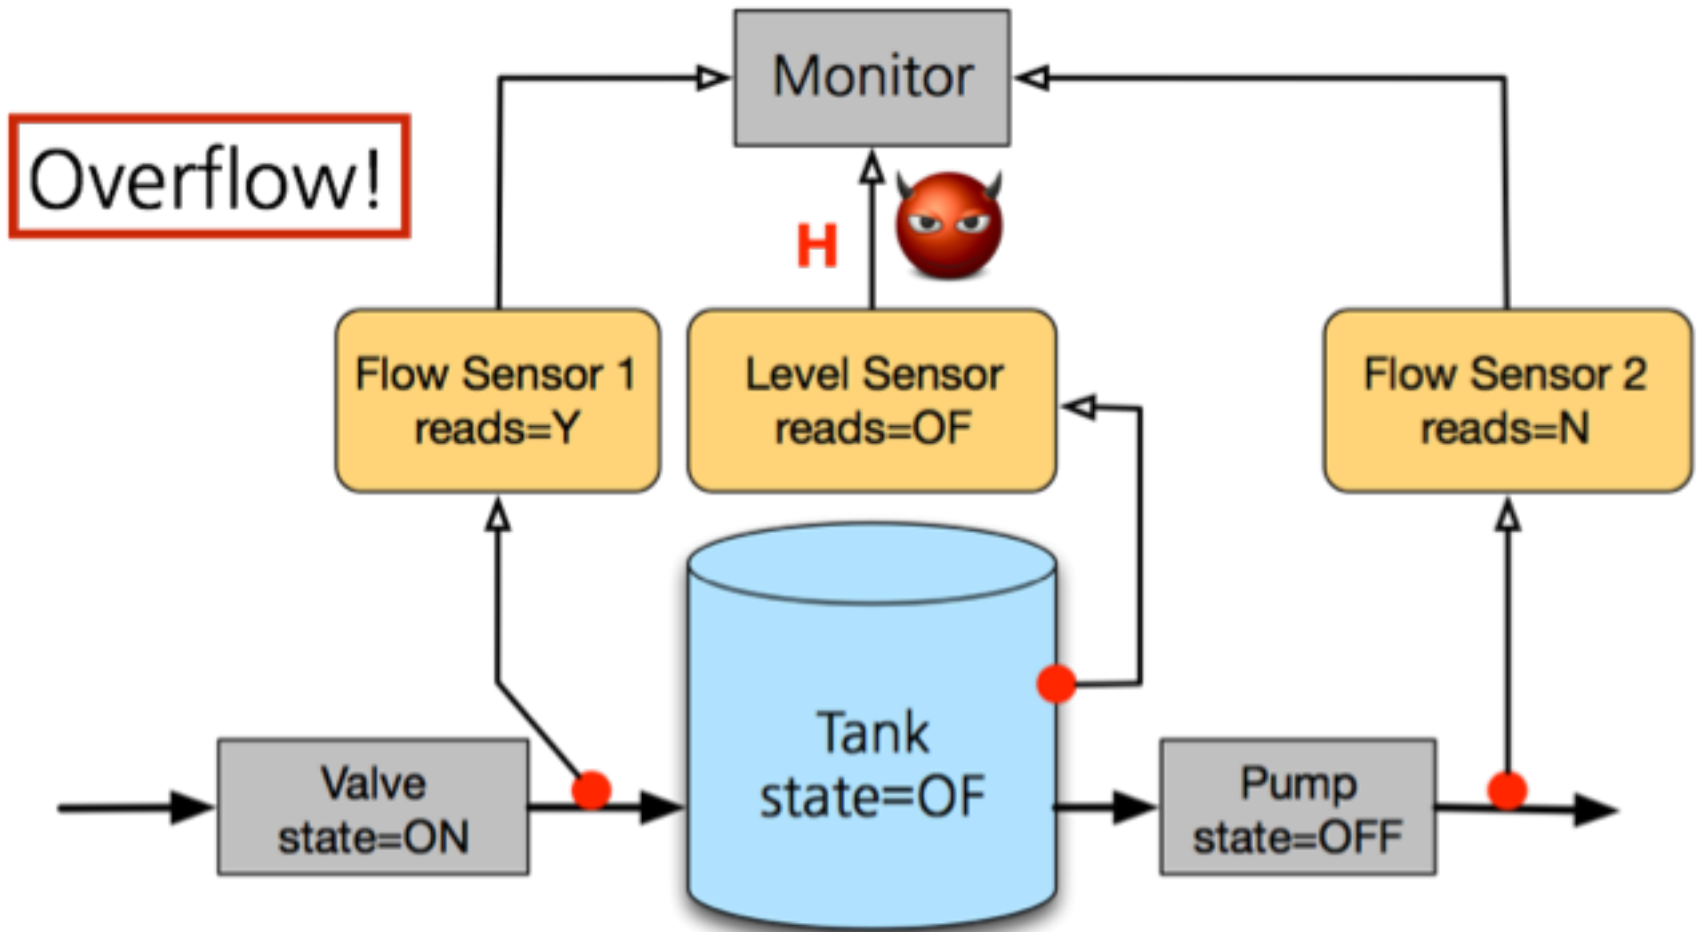 Monitor
Overflow!
H
Flow Sensor 1
reads=Y
Level Sensor
reads=OF
Flow Sensor 2
reads=N
Valve
state=ON
Tank
state=OF
Pump
state=OFF